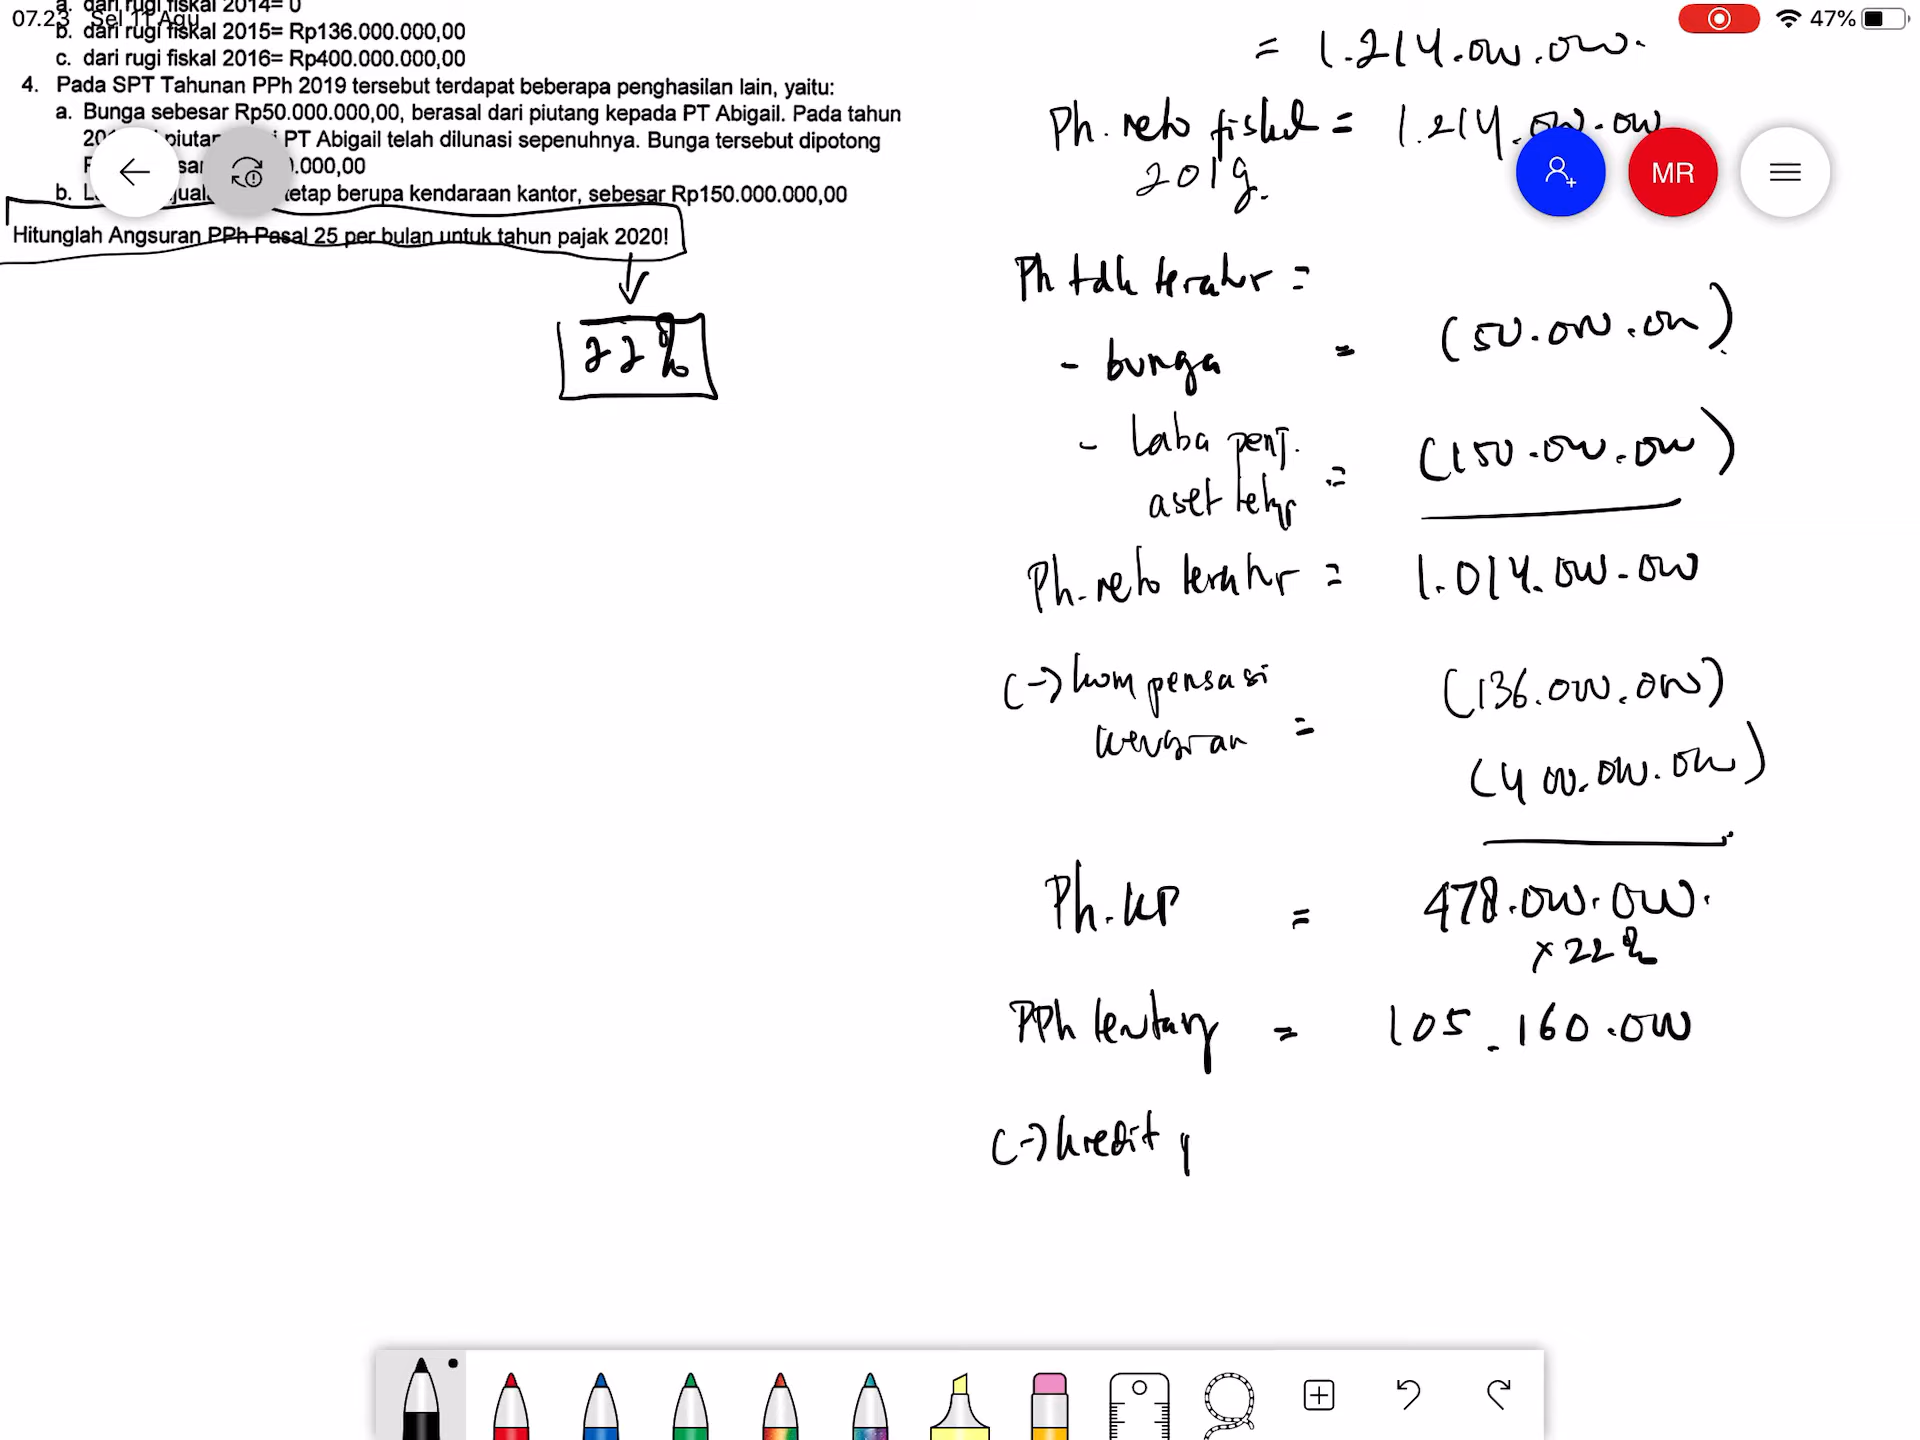 07.23 Sel 11 Agu
47%
a. dari rugi fiskal 2014= 0
b. dari rugi fiskal 2015= Rp136.000.000,00
c. dari rugi fiskal 2016= Rp400.000.000,00
4. Pada SPT Tahunan PPh 2019 tersebut terdapat beberapa penghasilan lain, yaitu:
a. Bunga sebesar Rp50.000.000,00, berasal dari piutang kepada PT Abigail. Pada tahun
PT Abigail telah dilunasi sepenuhnya. Bunga tersebut dipotong
.000,00
b. tetap berupa kendaraan kantor, sebesar Rp150.000.000,00
Hitunglah Angsuran PPh Pasal 25 per bulan untuk tahun pajak 2020!
22%
= 1.214.000.000.
Ph. neto fiskal = 1.214.000.000
2019.
MR
Ph tdk teratur =
- bunga = (50.000.000)
- Laba penj.
aset tetap = (150.000.000)
Ph. neto teratur = 1.014.000.000
(-) kompensasi (136.000.000)
kerugian =
(400.000.000)
Ph. KP = 478.000.000.
x 22%
PPh terutang = 105.160.000
(-) kredit p